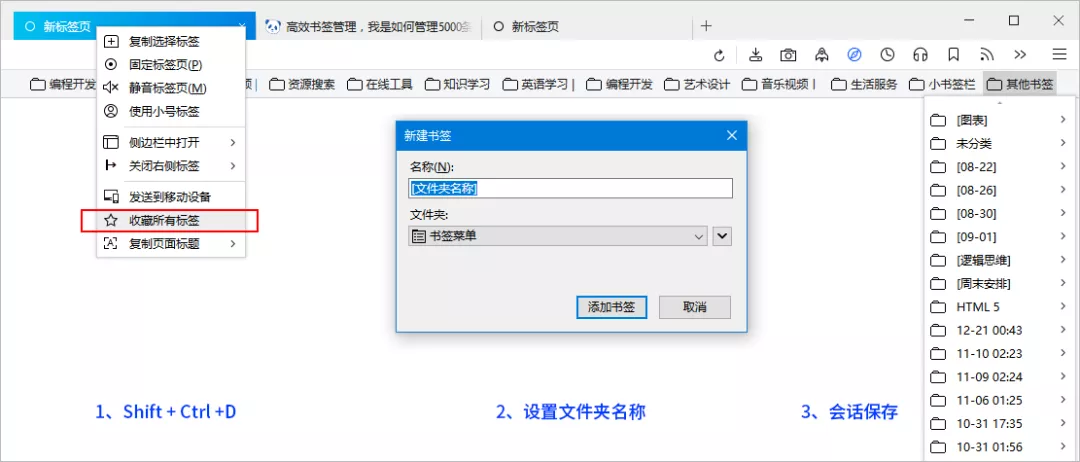 新标签页
高效书签管理，我是如何管理5000条
新标签页
编程开发
频
资源搜索
在线工具
知识学习
英语学习
编程开发
艺术设计
音乐视频
生活服务
小书签栏
其他书签
复制选择标签
固定标签页(P)
静音标签页(M)
使用小号标签
侧边栏中打开
关闭右侧标签
发送到移动设备
收藏所有标签
复制页面标题
新建书签
名称(N):
[文件夹名称]
文件夹:
书签菜单
添加书签
取消
[图表]
未分类
[08-22]
[08-26]
[08-30]
[09-01]
[逻辑思维]
[周末安排]
HTML 5
12-21 00:43
11-10 02:23
11-09 02:24
11-06 01:25
10-31 17:35
10-31 01:56
1、Shift + Ctrl +D
2、设置文件夹名称
3、会话保存